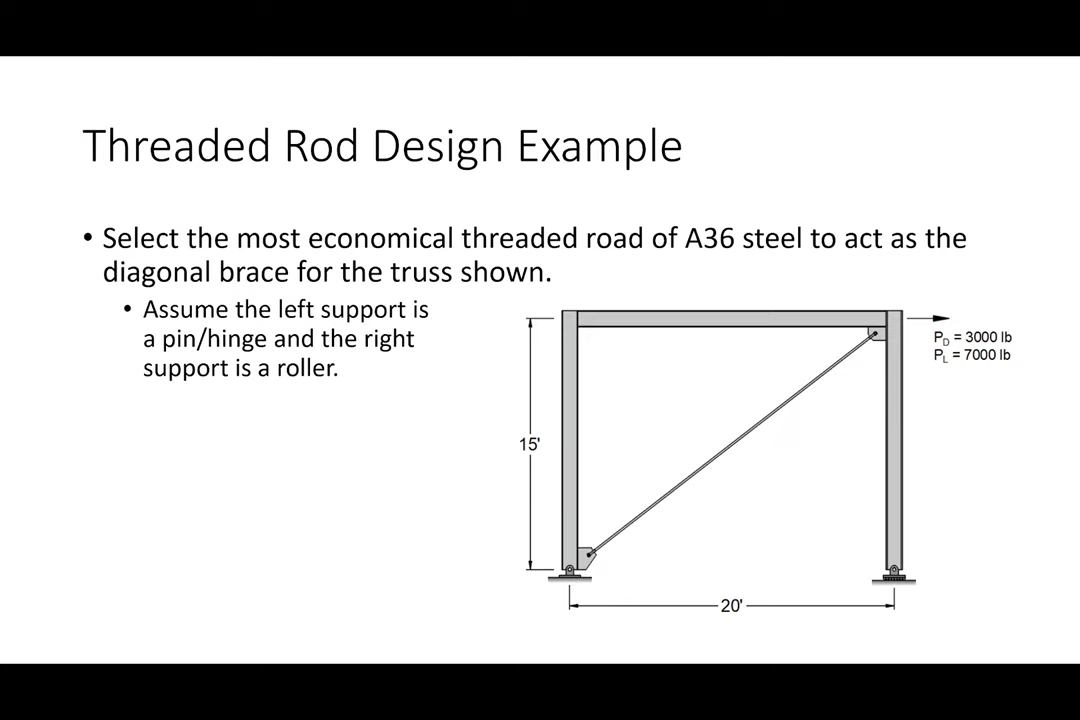 Threaded Rod Design Example
• Select the most economical threaded road of A36 steel to act as the
diagonal brace for the truss shown.
• Assume the left support is
a pin/hinge and the right
support is a roller.
P_D = 3000 lb
P_L = 7000 lb
15'
20'